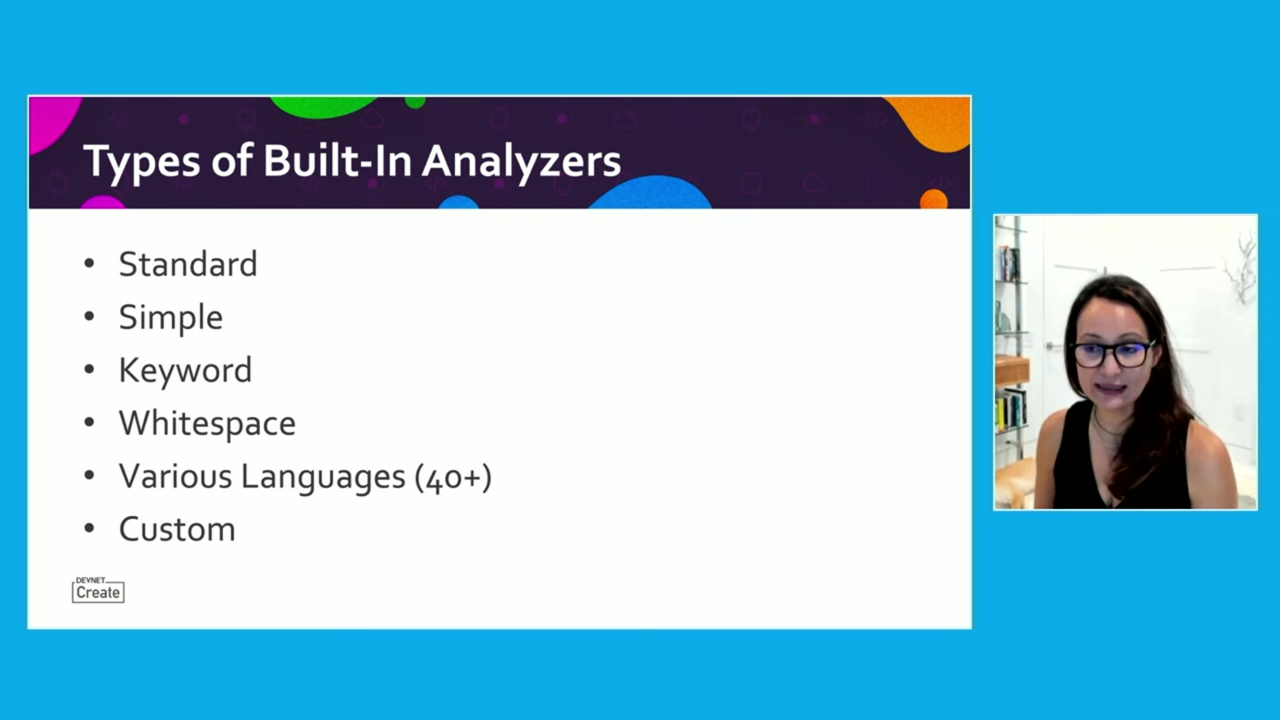 Types of Built-In Analyzers
• Standard
• Simple
• Keyword
• Whitespace
• Various Languages (40+)
• Custom
DEVNET
Create